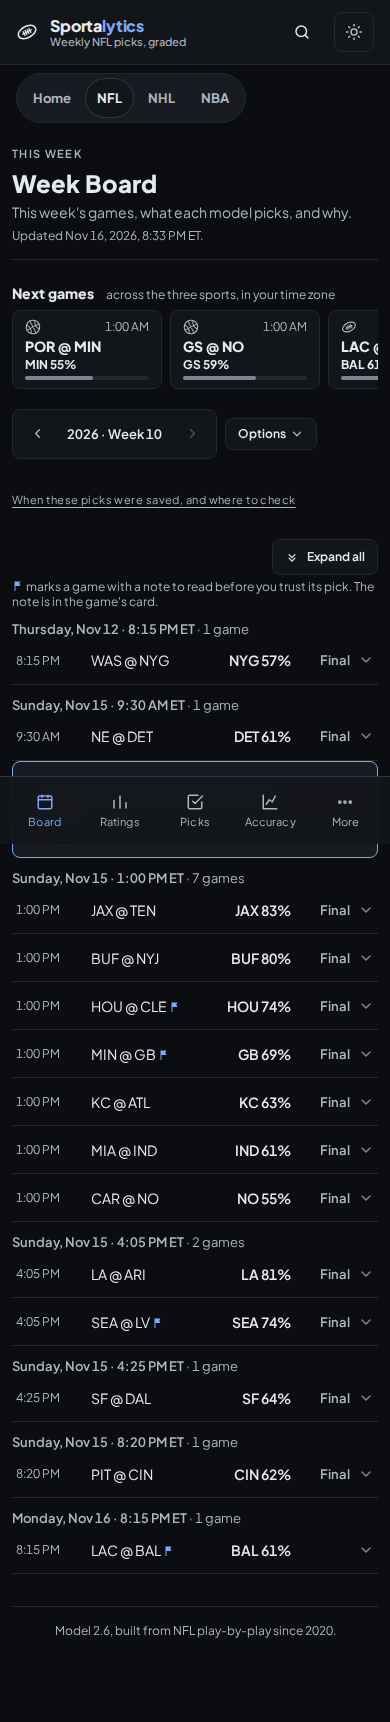 Sportalytics
Weekly NFL picks, graded
Home NFL NHL NBA
THIS WEEK
Week Board
This week's games, what each model picks, and why.
Updated Nov 16, 2026, 8:33 PM ET.
Next games across the three sports, in your time zone
1:00 AM
POR @ MIN
MIN 55%
1:00 AM
GS @ NO
GS 59%
LAC @
BAL 61
2026 · Week 10
Options
When these picks were saved, and where to check
Expand all
marks a game with a note to read before you trust its pick. The
note is in the game's card.
Thursday, Nov 12 · 8:15 PM ET · 1 game
8:15 PM WAS @ NYG NYG 57% Final
Sunday, Nov 15 · 9:30 AM ET · 1 game
9:30 AM NE @ DET DET 61% Final
Board Ratings Picks Accuracy More
Sunday, Nov 15 · 1:00 PM ET · 7 games
1:00 PM JAX @ TEN JAX 83% Final
1:00 PM BUF @ NYJ BUF 80% Final
1:00 PM HOU @ CLE HOU 74% Final
1:00 PM MIN @ GB GB 69% Final
1:00 PM KC @ ATL KC 63% Final
1:00 PM MIA @ IND IND 61% Final
1:00 PM CAR @ NO NO 55% Final
Sunday, Nov 15 · 4:05 PM ET · 2 games
4:05 PM LA @ ARI LA 81% Final
4:05 PM SEA @ LV SEA 74% Final
Sunday, Nov 15 · 4:25 PM ET · 1 game
4:25 PM SF @ DAL SF 64% Final
Sunday, Nov 15 · 8:20 PM ET · 1 game
8:20 PM PIT @ CIN CIN 62% Final
Monday, Nov 16 · 8:15 PM ET · 1 game
8:15 PM LAC @ BAL BAL 61%
Model 2.6, built from NFL play-by-play since 2020.